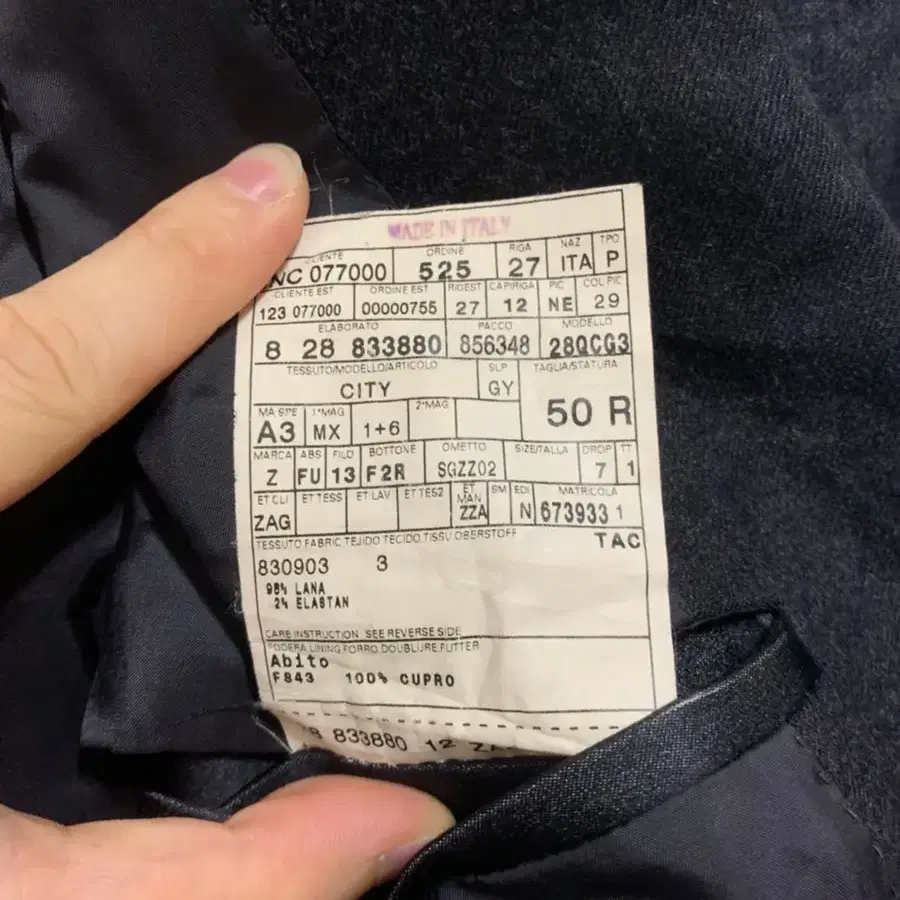 MADE IN ITALY
CLIENTE ORDINE RIGA NAZ TPO
NC 077000 525 27 ITA P
CLIENTE EST ORDINE EST RIGEST CAPIRIGA PIC COL PIC
123 077000 00000755 27 12 NE 29
ELABORATO PACCO MODELLO
8 28 833880 856348 28QCG3
TESSUTO/MODELLO/ARTICOLO SLP TAGLIA/STATURA
CITY GY 50 R
MA SPE 1°MAG 2°MAG
A3 MX 1+6
MARCA ABS FILO BOTTONE OMETTO SIZE/TALLA DROP TT
Z FU 13 F2R SGZZ02 7 1
ET CLI ET TESS ET LAV ET TES2 ET MAN SM EDI MATRICOLA
ZAG ZZA N 673933 1
TESSUTO FABRIC TEJIDO TECIDO TISSU OBERSTOFF TAC
830903 3
98% LANA
2% ELASTAN
CARE INSTRUCTION SEE REVERSE SIDE
FODERA LINING FORRO DOUBLURE FUTTER
Abito
F843 100% CUPRO
833880 12